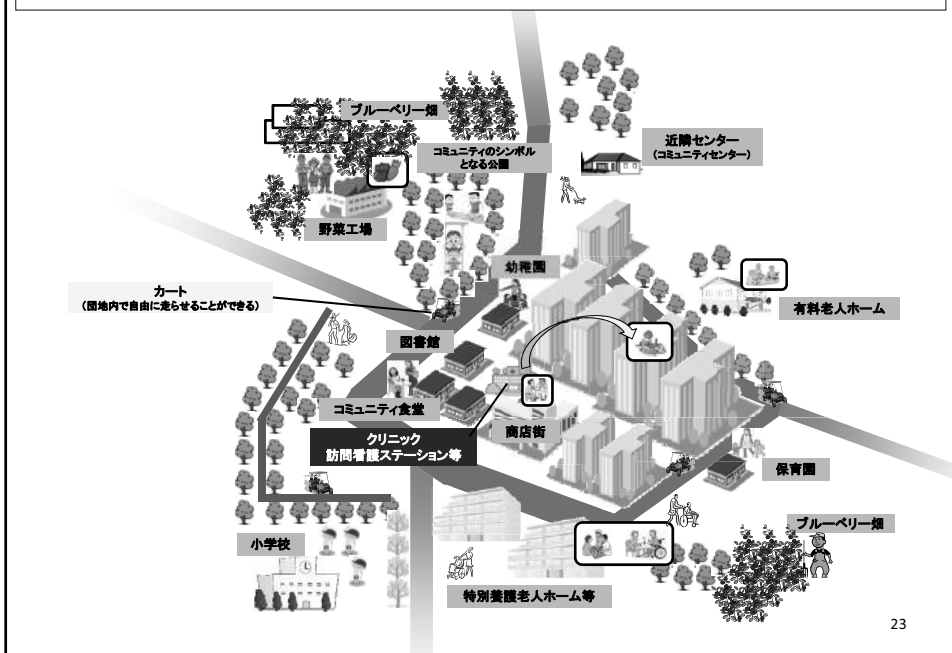 ブルーベリー畑
コミュニティのシンボル
となる公園
近隣センター
(コミュニティセンター)
野菜工場
幼稚園
カート
(団地内で自由に走らせることができる)
有料老人ホーム
図書館
コミュニティ食堂
商店街
クリニック
訪問看護ステーション等
保育園
ブルーベリー畑
小学校
特別養護老人ホーム等
23